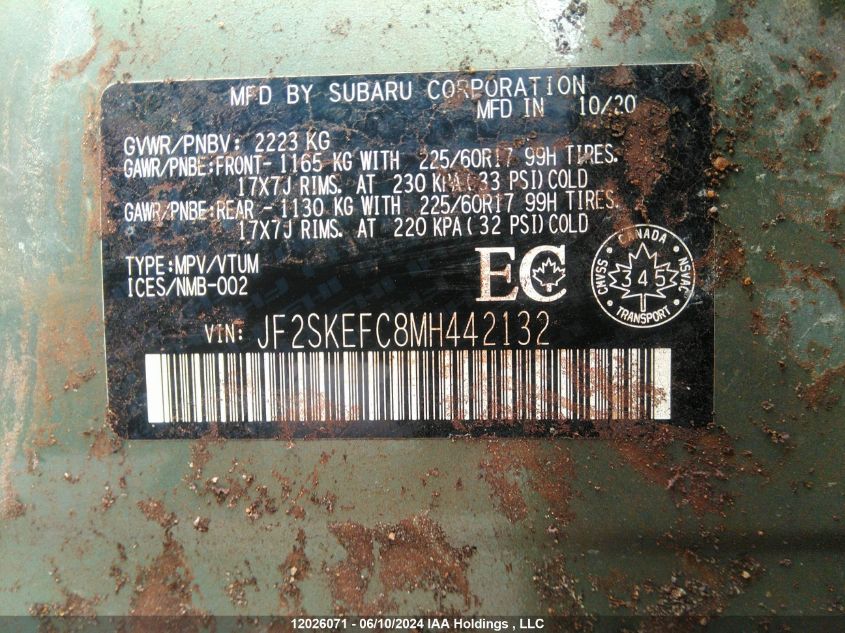 MFD BY SUBARU CORPORATION
MFD IN 10/20
GVWR/PNBV: 2223 KG
GAWR/PNBE:FRONT- 1165 KG WITH 225/60R17 99H TIRES.
17X7J RIMS. AT 230 KPA(33 PSI)COLD
GAWR/PNBE:REAR - 1130 KG WITH 225/60R17 99H TIRES.
17X7J RIMS. AT 220 KPA(32 PSI)COLD
TYPE:MPV/VTUM
ICES/NMB-002
EC
CANADA
CMVSS
345
NSVAC
TRANSPORT
VIN: JF2SKEFC8MH442132
12026071 - 06/10/2024 IAA Holdings , LLC